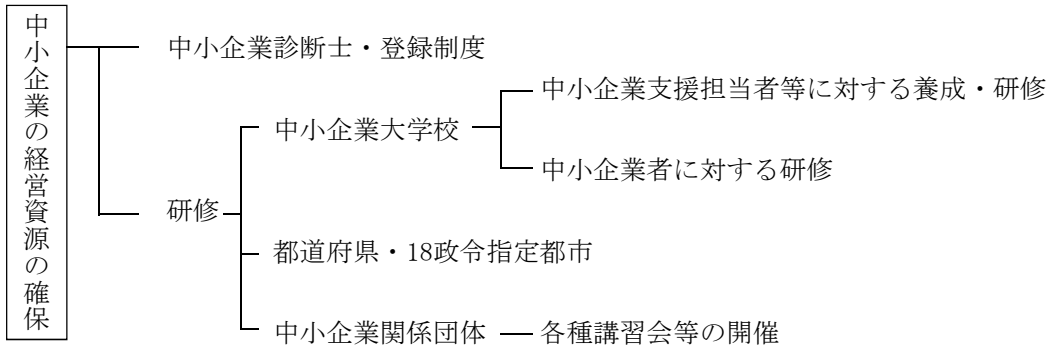 中小企業の経営資源の確保
中小企業診断士・登録制度
研修
中小企業大学校
中小企業支援担当者等に対する養成・研修
中小企業者に対する研修
都道府県・18政令指定都市
中小企業関係団体
各種講習会等の開催